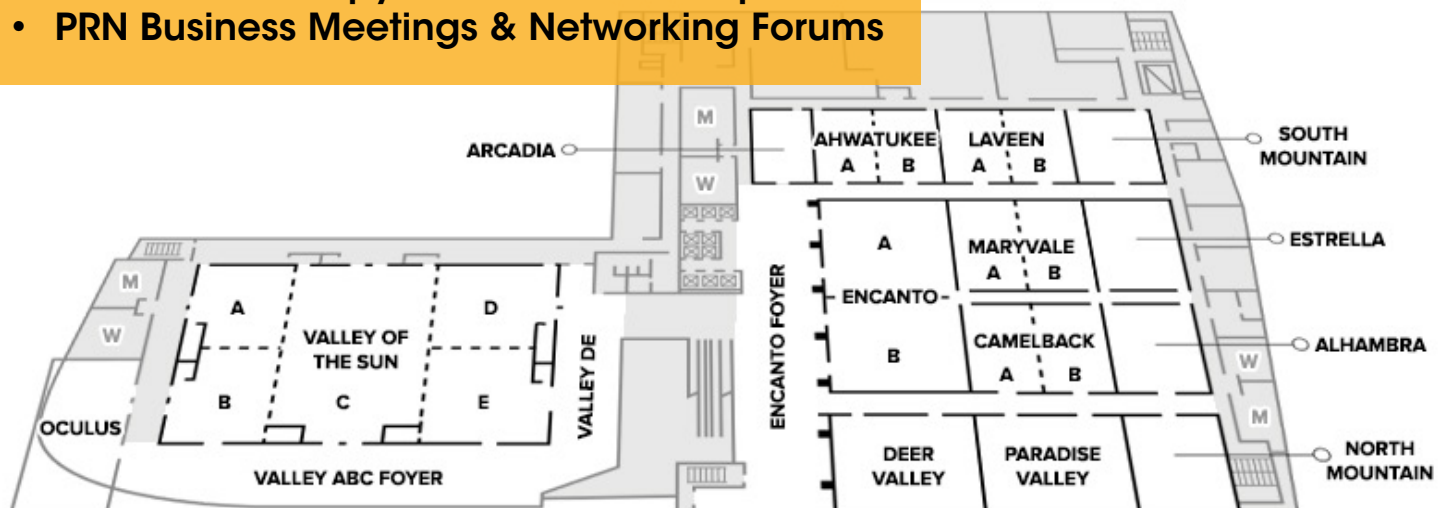 • PRN Business Meetings & Networking Forums
M
ARCADIA
AHWATUKEE
A B
LAVEEN
A B
SOUTH
MOUNTAIN
W
A
MARYVALE
A B
ESTRELLA
M
A
D
ENCANTO
VALLEY OF
THE SUN
W
ENCANTO FOYER
VALLEY DE
B
CAMELBACK
A B
ALHAMBRA
W
B
C
E
M
OCULUS
VALLEY ABC FOYER
DEER
VALLEY
PARADISE
VALLEY
NORTH
MOUNTAIN